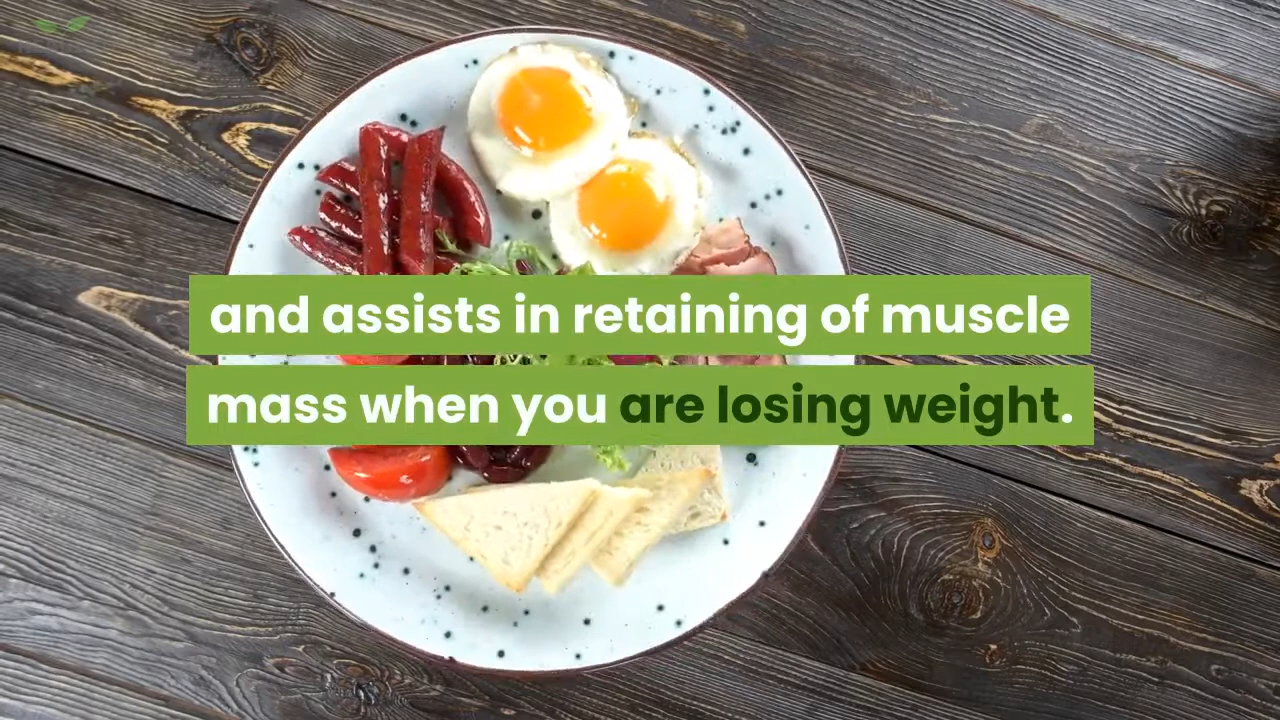 and assists in retaining of muscle
mass when you are losing weight.